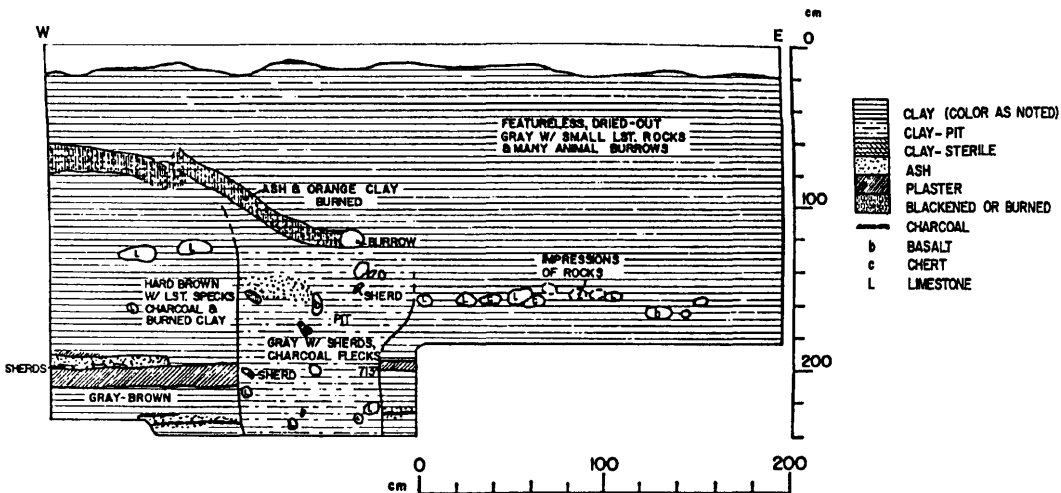 W
E
cm
0
100
200
FEATURELESS, DRIED-OUT
GRAY W/ SMALL LST. ROCKS
& MANY ANIMAL BURROWS
ASH & ORANGE CLAY
BURNED
BURROW
L
L
HARD BROWN
W/ LST. SPECKS
CHARCOAL &
BURNED CLAY
SHERD
IMPRESSIONS
OF ROCKS
L
PIT
GRAY W/ SHERDS,
CHARCOAL FLECKS
SHERDS
SHERD
713
GRAY-BROWN
0
100
200
cm
CLAY (COLOR AS NOTED)
CLAY-PIT
CLAY-STERILE
ASH
PLASTER
BLACKENED OR BURNED
CHARCOAL
b BASALT
c CHERT
L LIMESTONE